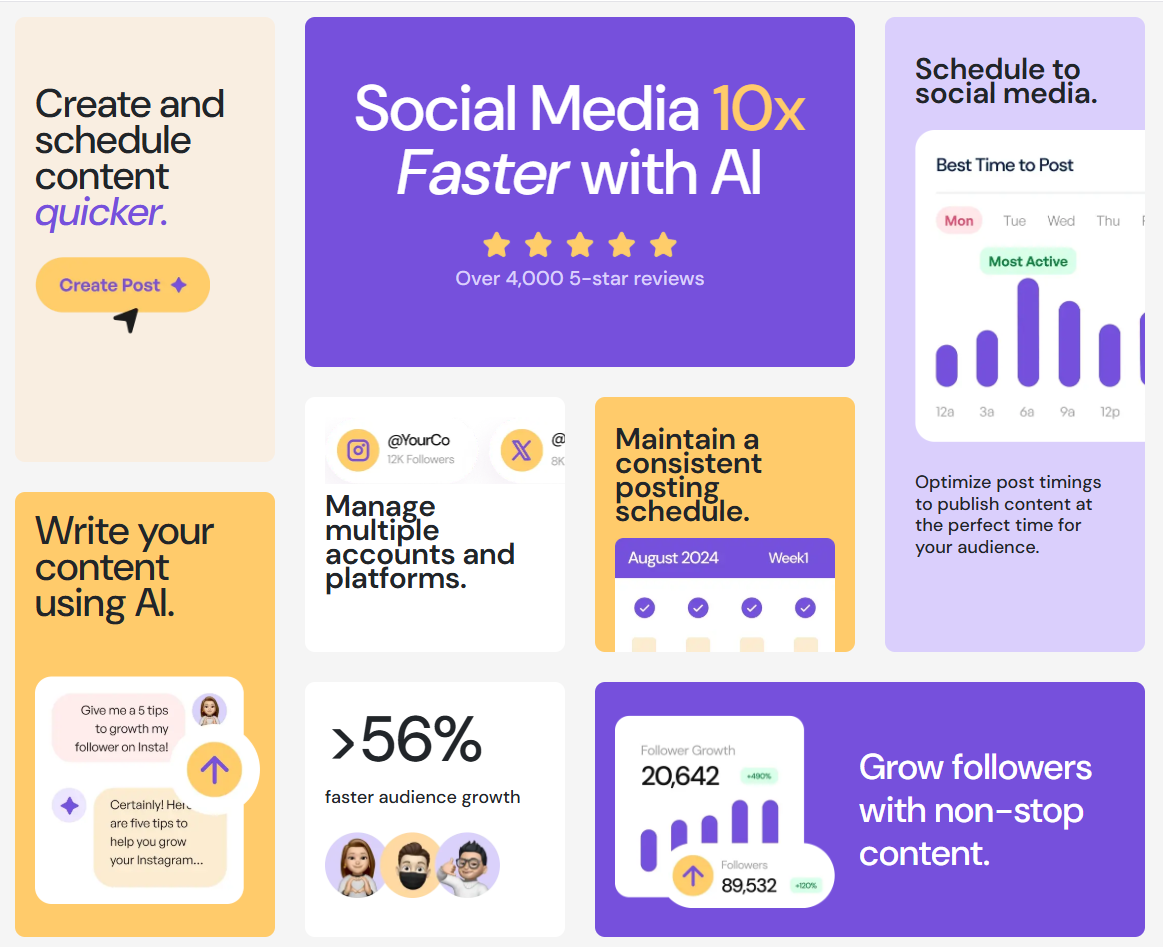 Create and
schedule
content
quicker.
Create Post
Social Media 10x
Faster with AI
Over 4,000 5-star reviews
Schedule to
social media.
Best Time to Post
Mon Tue Wed Thu
Most Active
12a 3a 6a 9a 12p
Optimize post timings
to publish content at
the perfect time for
your audience.
@YourCo
12K Followers
@
8K
Manage
multiple
accounts and
platforms.
Maintain a
consistent
posting
schedule.
August 2024 Week1
Write your
content
using AI.
Give me a 5 tips
to growth my
follower on Insta!
Certainly! Here
are five tips to
help you grow
your Instagram...
>56%
faster audience growth
Follower Growth
20,642 +490%
Followers
89,532 +120%
Grow followers
with non-stop
content.